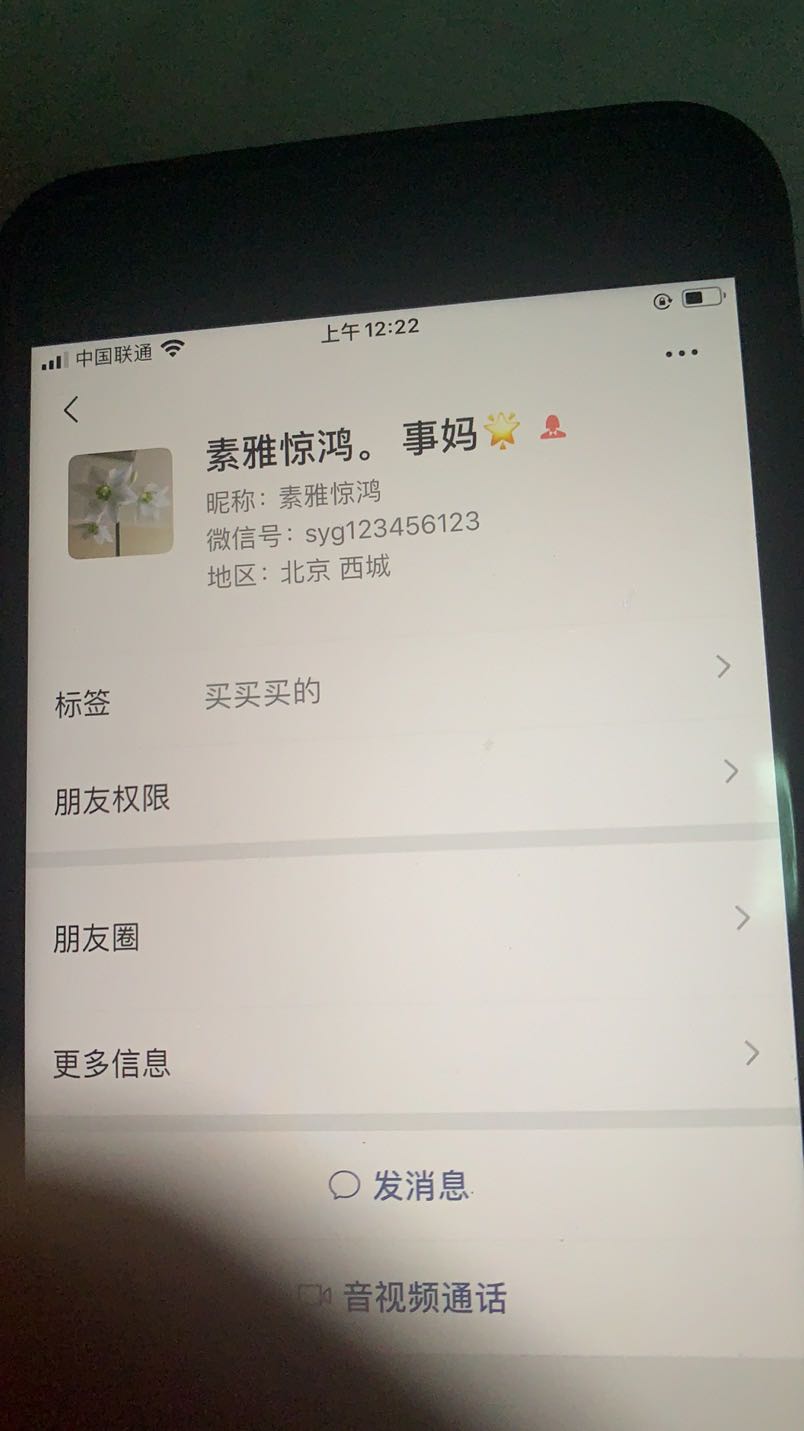 中国联通 上午12:22
素雅惊鸿。事妈🌟
昵称：素雅惊鸿
微信号：syg123456123
地区：北京 西城
标签 买买买的
朋友权限
朋友圈
更多信息
发消息
音视频通话